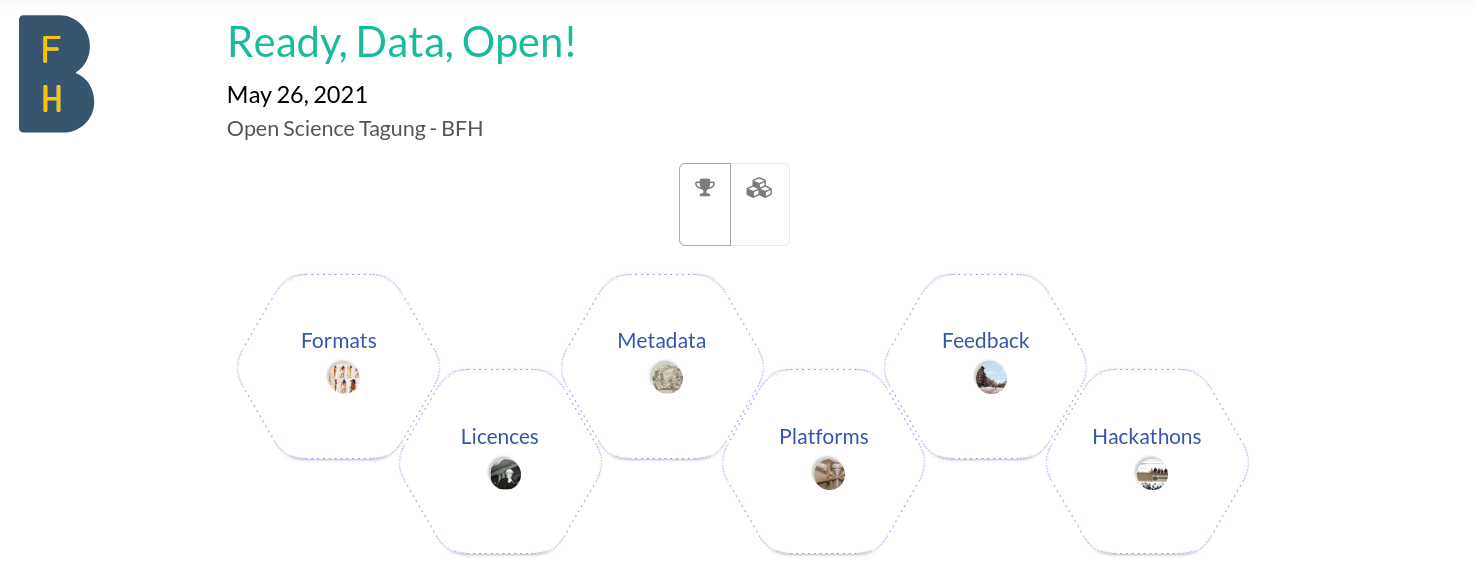 F
H
Ready, Data, Open!
May 26, 2021
Open Science Tagung - BFH
Formats
Metadata
Feedback
Licences
Platforms
Hackathons